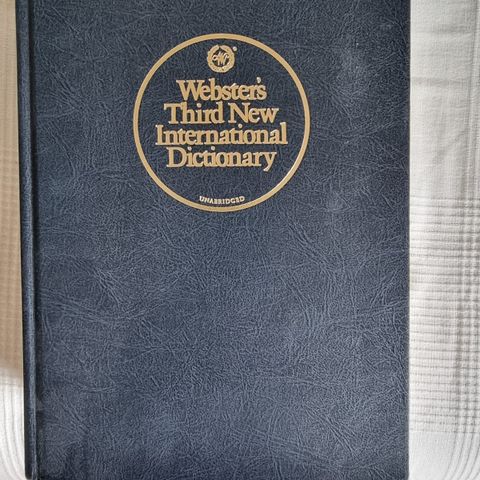 Webster's
Third New
International
Dictionary
UNABRIDGED